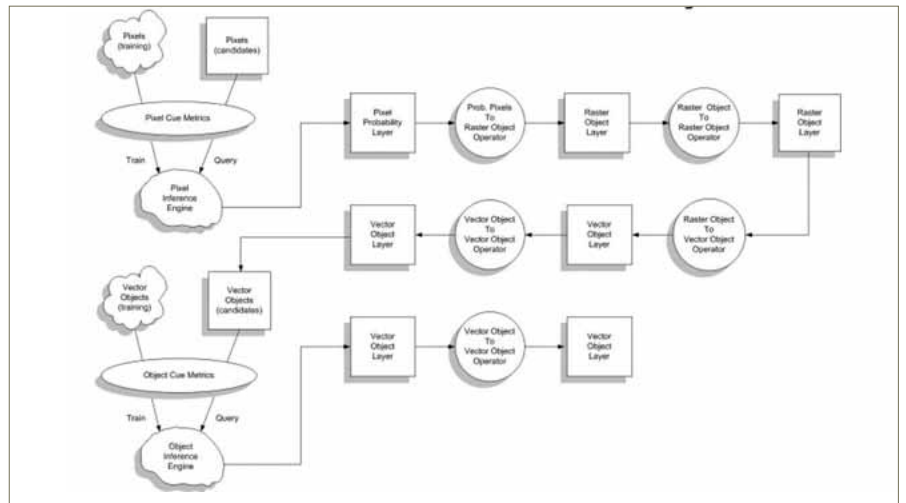 Pixels
(training)
Pixels
(candidates)
Pixel Cue Metrics
Train
Query
Pixel
Inference
Engine
Pixel
Probability
Layer
Prob. Pixels
To
Raster Object
Operator
Raster
Object
Layer
Raster Object
To
Raster Object
Operator
Raster
Object
Layer
Raster Object
To
Vector Object
Operator
Vector
Object
Layer
Vector Object
To
Vector Object
Operator
Vector
Object
Layer
Vector
Objects
(training)
Vector
Objects
(candidates)
Object Cue Metrics
Train
Query
Object
Inference
Engine
Vector
Object
Layer
Vector Object
To
Vector Object
Operator
Vector
Object
Layer